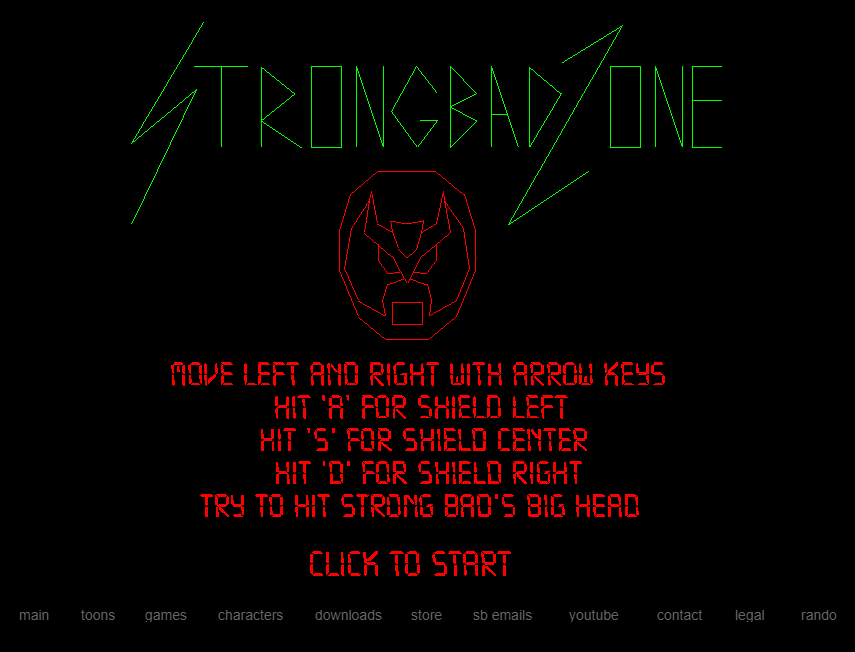 STRONGBADZONE
MOVE LEFT AND RIGHT WITH ARROW KEYS
HIT 'A' FOR SHIELD LEFT
HIT 'S' FOR SHIELD CENTER
HIT 'D' FOR SHIELD RIGHT
TRY TO HIT STRONG BAD'S BIG HEAD
CLICK TO START
main toons games characters downloads store sb emails youtube contact legal rando